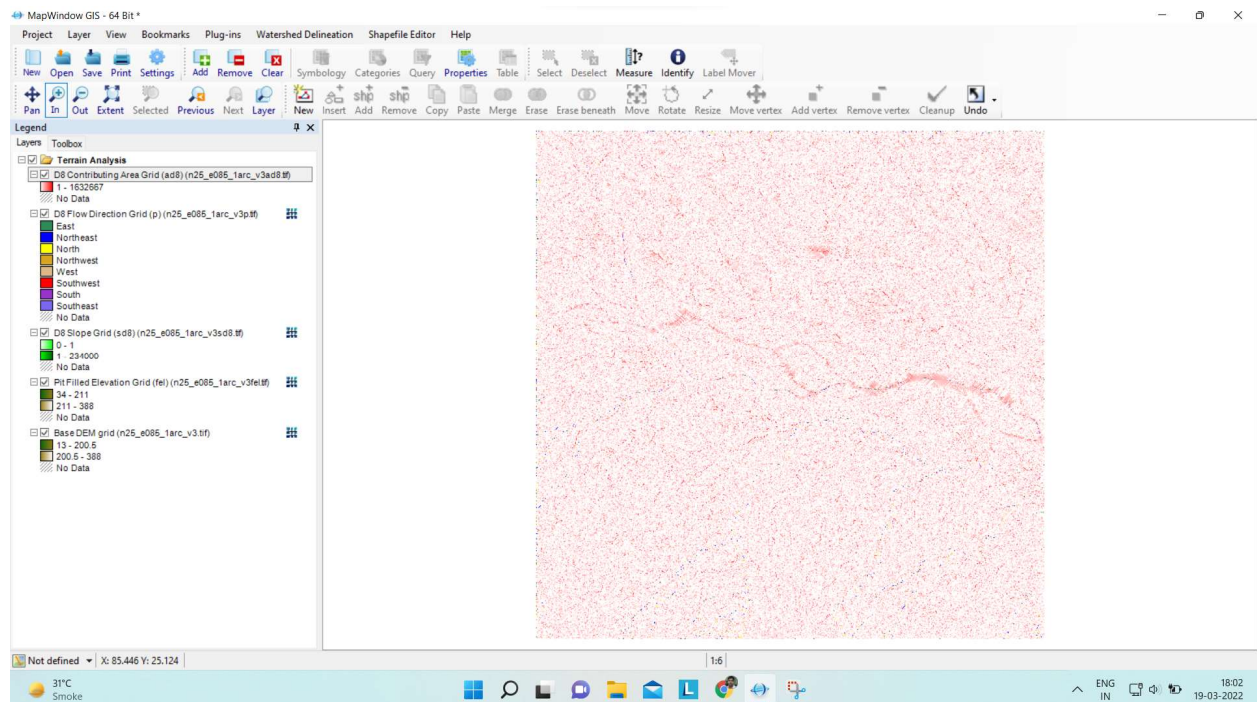 MapWindow GIS - 64 Bit *
Project Layer View Bookmarks Plug-ins Watershed Delineation Shapefile Editor Help
New Open Save Print Settings Add Remove Clear Symbology Categories Query Properties Table Select Deselect Measure Identify Label Mover
Pan In Out Extent Selected Previous Next Layer New Insert Add Remove Copy Paste Merge Erase Erase beneath Move Rotate Resize Move vertex Add vertex Remove vertex Cleanup Undo
Legend
Layers Toolbox
Terrain Analysis
D8 Contributing Area Grid (ad8) (n25_e085_1arc_v3ad8.tif)
1 - 1632667
No Data
D8 Flow Direction Grid (p) (n25_e085_1arc_v3p.tif)
East
Northeast
North
Northwest
West
Southwest
South
Southeast
No Data
D8 Slope Grid (sd8) (n25_e085_1arc_v3sd8.tif)
0 - 1
1 - 234000
No Data
Pit Filled Elevation Grid (fel) (n25_e085_1arc_v3fel.tif)
34 - 211
211 - 388
No Data
Base DEM grid (n25_e085_1arc_v3.tif)
13 - 200.5
200.5 - 388
No Data
Not defined X: 85.446 Y: 25.124 1:6
31°C
Smoke
ENG
IN
18:02
19-03-2022